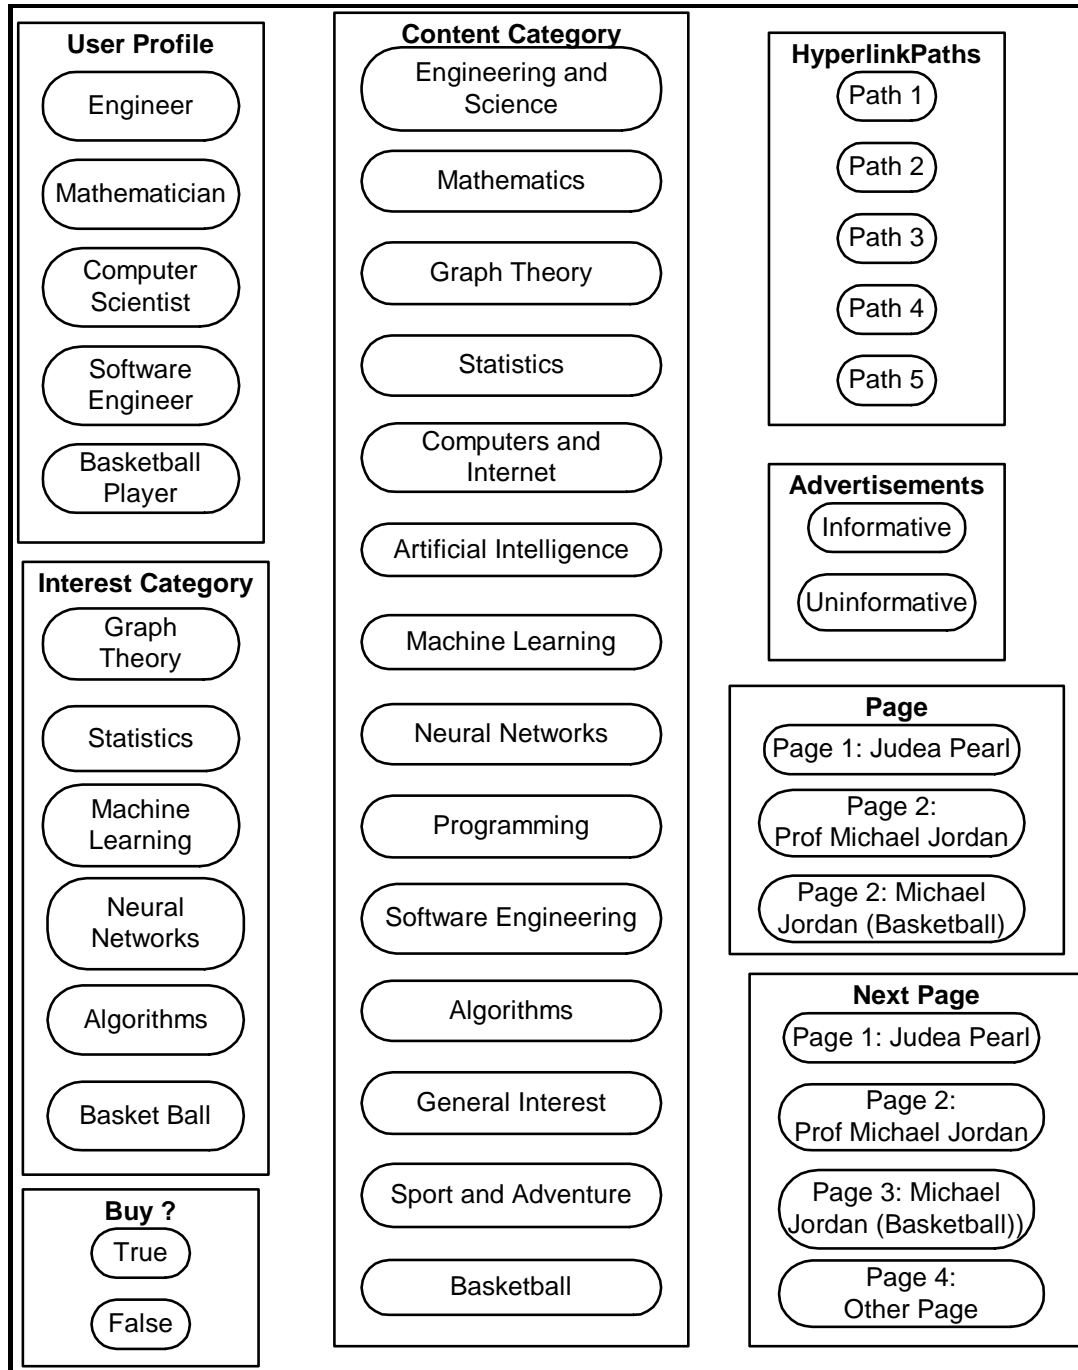 User Profile
Engineer
Mathematician
Computer
Scientist
Software
Engineer
Basketball
Player
Interest Category
Graph
Theory
Statistics
Machine
Learning
Neural
Networks
Algorithms
Basket Ball
Buy ?
True
False
Content Category
Engineering and
Science
Mathematics
Graph Theory
Statistics
Computers and
Internet
Artificial Intelligence
Machine Learning
Neural Networks
Programming
Software Engineering
Algorithms
General Interest
Sport and Adventure
Basketball
HyperlinkPaths
Path 1
Path 2
Path 3
Path 4
Path 5
Advertisements
Informative
Uninformative
Page
Page 1: Judea Pearl
Page 2:
Prof Michael Jordan
Page 2: Michael
Jordan (Basketball)
Next Page
Page 1: Judea Pearl
Page 2:
Prof Michael Jordan
Page 3: Michael
Jordan (Basketball))
Page 4:
Other Page